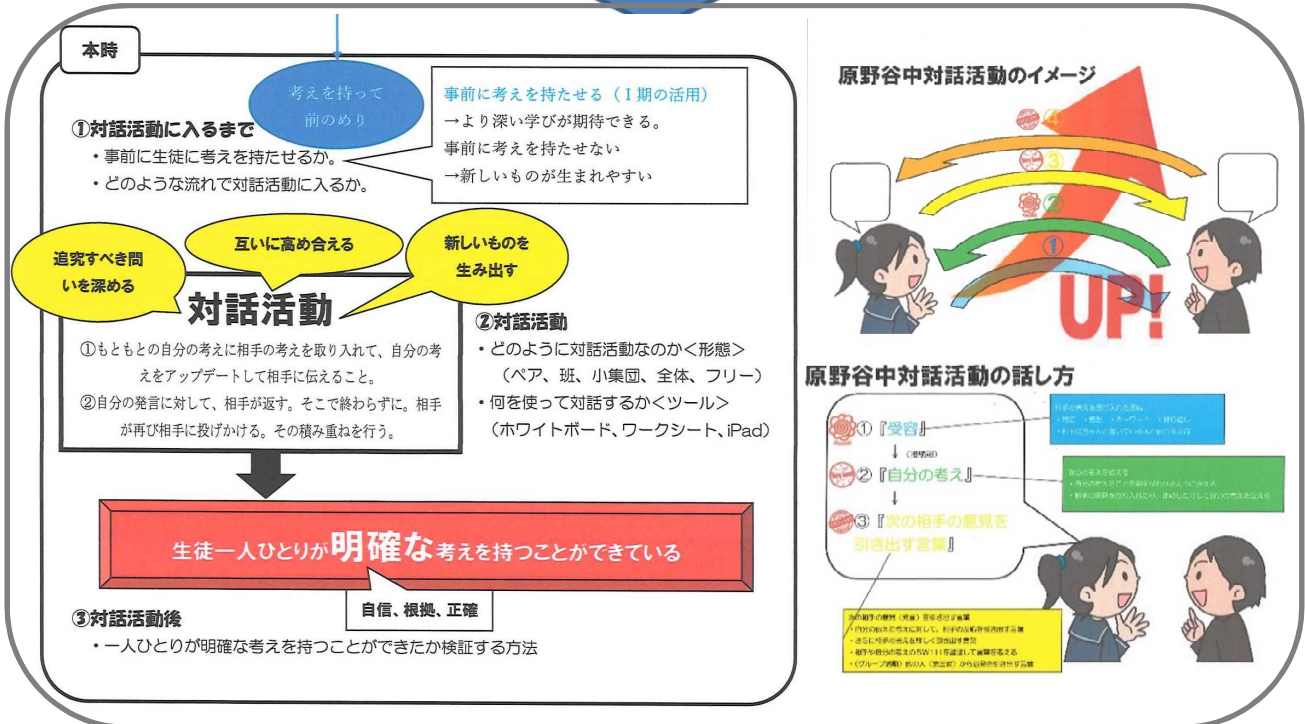 本時
考えを持って
前のめり
事前に考えを持たせる（Ⅰ期の活用）
→より深い学びが期待できる。
事前に考えを持たせない
→新しいものが生まれやすい
①対話活動に入るまで
・事前に生徒に考えを持たせるか。
・どのような流れで対話活動に入るか。
追究すべき問
いを深める
互いに高め合える
新しいものを
生み出す
対話活動
①もともとの自分の考えに相手の考えを取り入れて、自分の考
えをアップデートして相手に伝えること。
②自分の発言に対して、相手が返す。そこで終わらずに。相手
が再び相手に投げかける。その積み重ねを行う。
②対話活動
・どのように対話活動なのか<形態>
（ペア、班、小集団、全体、フリー）
・何を使って対話するか<ツール>
（ホワイトボード、ワークシート、iPad）
生徒一人ひとりが明確な考えを持つことができている
自信、根拠、正確
③対話活動後
・一人ひとりが明確な考えを持つことができたか検証する方法
原野谷中対話活動のイメージ
④
③
②
①
UP!
原野谷中対話活動の話し方
①『受容』
↓
②『自分の考え』
↓
③『次の相手の意見を
引き出す言葉』
次の相手の意見（発言）を引き出す言葉